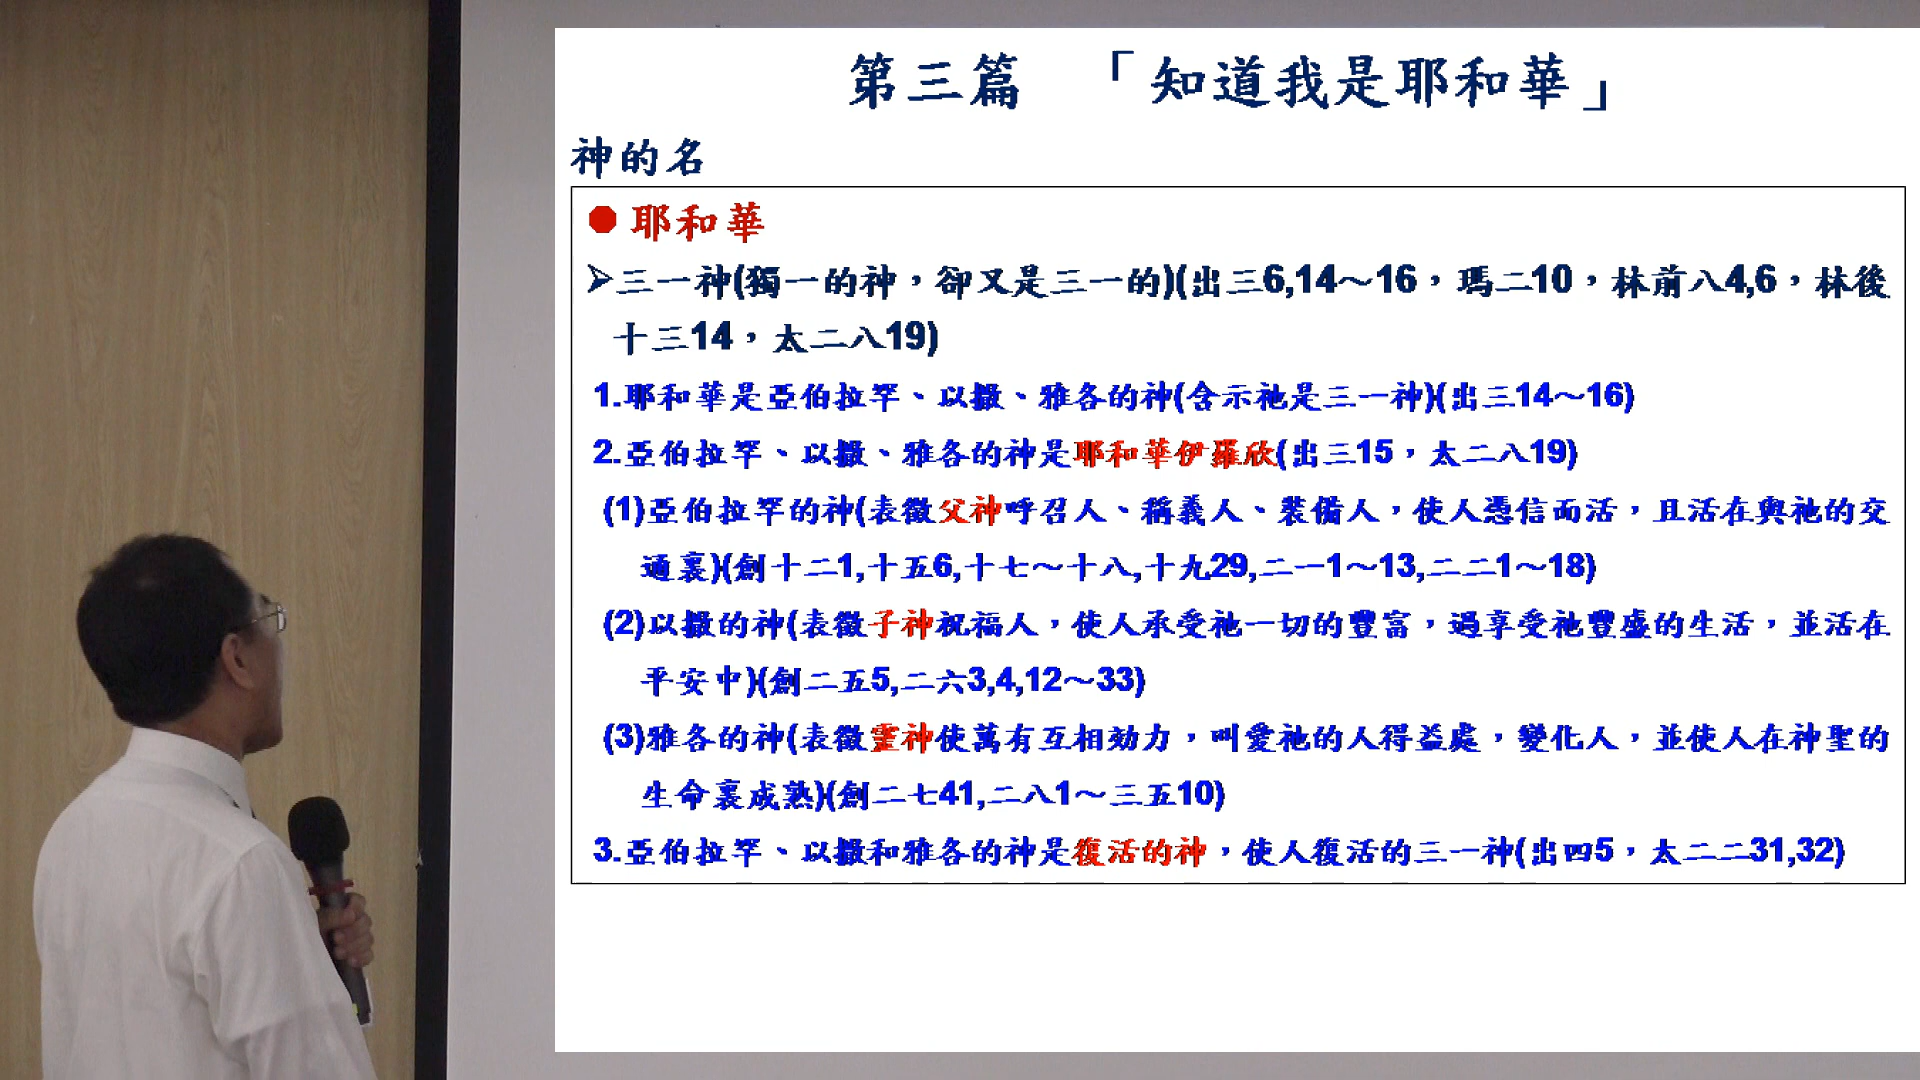 第三篇 「知道我是耶和華」
神的名
● 耶和華
➢三一神(獨一的神，卻又是三一的)(出三6,14～16，瑪二10，林前八4,6，林後
十三14，太二八19)
1.耶和華是亞伯拉罕、以撒、雅各的神(含示祂是三一神)(出三14～16)
2.亞伯拉罕、以撒、雅各的神是耶和華伊羅欣(出三15，太二八19)
(1)亞伯拉罕的神(表徵父神呼召人、稱義人、裝備人，使人憑信而活，且活在與祂的交
通裏)(創十二1,十五6,十七～十八,十九29,二一1～13,二二1～18)
(2)以撒的神(表徵子神祝福人，使人承受祂一切的豐富，過享受祂豐盛的生活，並活在
平安中)(創二五5,二六3,4,12～33)
(3)雅各的神(表徵靈神使萬有互相効力，叫愛祂的人得益處，變化人，並使人在神聖的
生命裏成熟)(創二七41,二八1～三五10)
3.亞伯拉罕、以撒和雅各的神是復活的神，使人復活的三一神(出四5，太二二31,32)